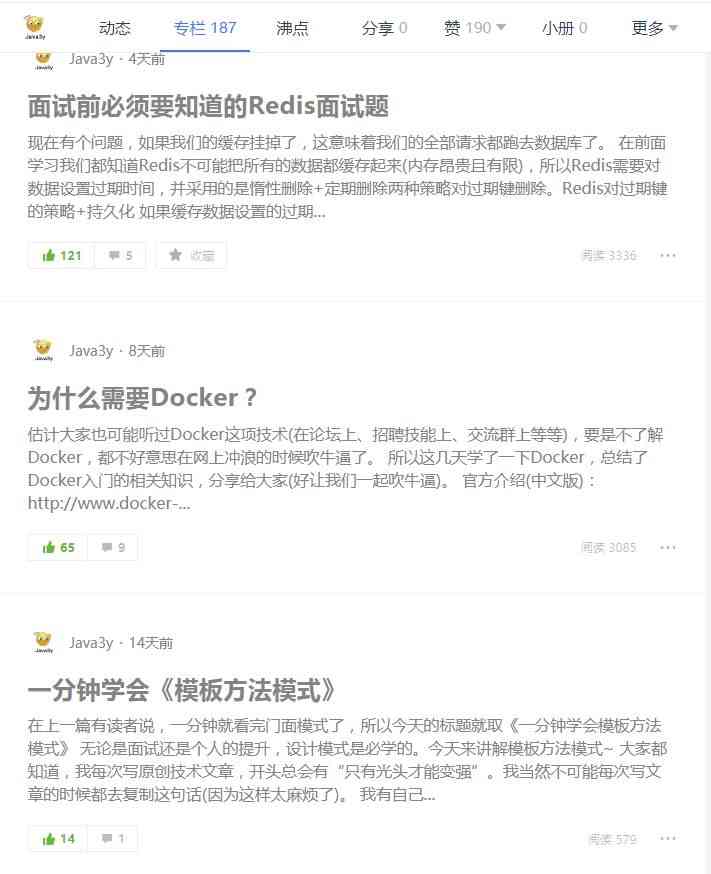 Java3y
动态
专栏 187
沸点
分享 0
赞 190
小册 0
更多
Java3y
Java3y · 4天前
面试前必须要知道的Redis面试题
现在有个问题，如果我们的缓存挂掉了，这意味着我们的全部请求都跑去数据库了。 在前面
学习我们都知道Redis不可能把所有的数据都缓存起来(内存昂贵且有限)，所以Redis需要对
数据设置过期时间，并采用的是惰性删除+定期删除两种策略对过期键删除。Redis对过期键
的策略+持久化 如果缓存数据设置的过期...
121
5
收藏
阅读 3336
Java3y
Java3y · 8天前
为什么需要Docker？
估计大家也可能听过Docker这项技术(在论坛上、招聘技能上、交流群上等等)，要是不了解
Docker，都不好意思在网上冲浪的时候吹牛逼了。 所以这几天学了一下Docker，总结了
Docker入门的相关知识，分享给大家(好让我们一起吹牛逼)。 官方介绍(中文版)：
http://www.docker-...
65
9
阅读 3085
Java3y
Java3y · 14天前
一分钟学会《模板方法模式》
在上一篇有读者说，一分钟就看完门面模式了，所以今天的标题就取《一分钟学会模板方法
模式》 无论是面试还是个人的提升，设计模式是必学的。今天来讲解模板方法模式~ 大家都
知道，我每次写原创技术文章，开头总会有“只有光头才能变强”。我当然不可能每次写文
章的时候都去复制这句话(因为这样太麻烦了)。 我有自己...
14
1
阅读 579